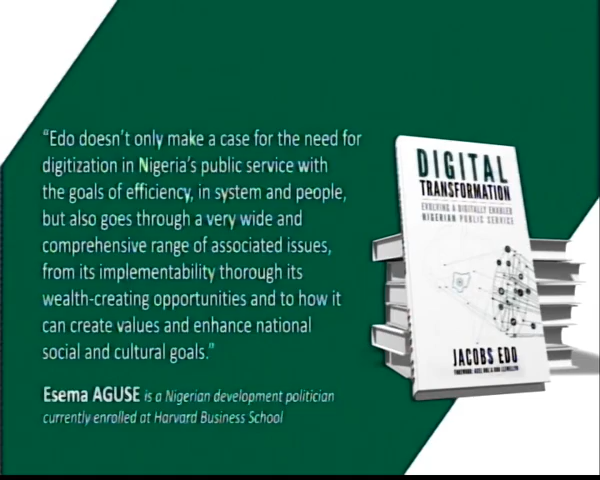 “Edo doesn’t only make a case for the need for
digitization in Nigeria’s public service with
the goals of efficiency, in system and people,
but also goes through a very wide and
comprehensive range of associated issues,
from its implementability thorough its
wealth-creating opportunities and to how it
can create values and enhance national
social and cultural goals.”
Esema AGUSE is a Nigerian development politician
currently enrolled at Harvard Business School
DIGITAL
TRANSFORMATION
EVOLVING A DIGITALLY ENABLED
NIGERIAN PUBLIC SERVICE
JACOBS EDO
FOREWORD: